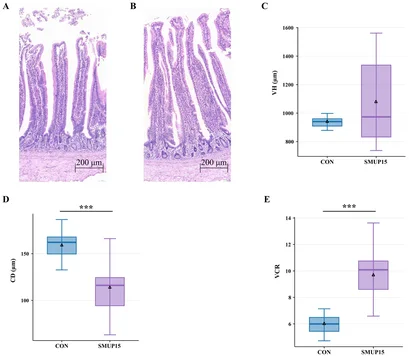 A
B
C
200 μm
200 μm
VH (μm)
1600
1400
1200
1000
800
CON
SMUP15
D
E
***
CD (μm)
150
100
CON
SMUP15
***
VCR
14
12
10
8
6
CON
SMUP15